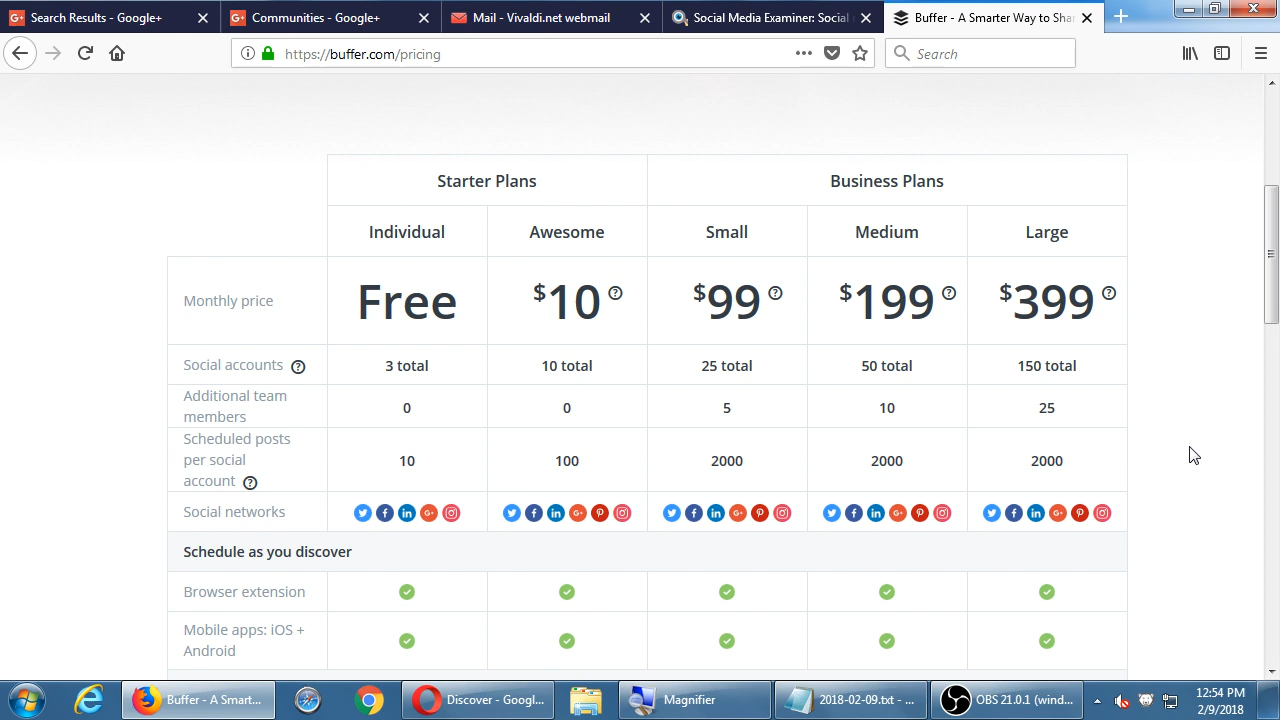 Search Results - Google+
Communities - Google+
Mail - Vivaldi.net webmail
Social Media Examiner: Social
Buffer - A Smarter Way to Sha
https://buffer.com/pricing
Search
Starter Plans Business Plans
Individual Awesome Small Medium Large
Monthly price Free $10 $99 $199 $399
Social accounts 3 total 10 total 25 total 50 total 150 total
Additional team
members 0 0 5 10 25
Scheduled posts
per social
account 10 100 2000 2000 2000
Social networks
Schedule as you discover
Browser extension
Mobile apps: iOS +
Android
Buffer - A Smart...
Discover - Googl...
Magnifier
2018-02-09.txt - ...
OBS 21.0.1 (wind...
12:54 PM
2/9/2018